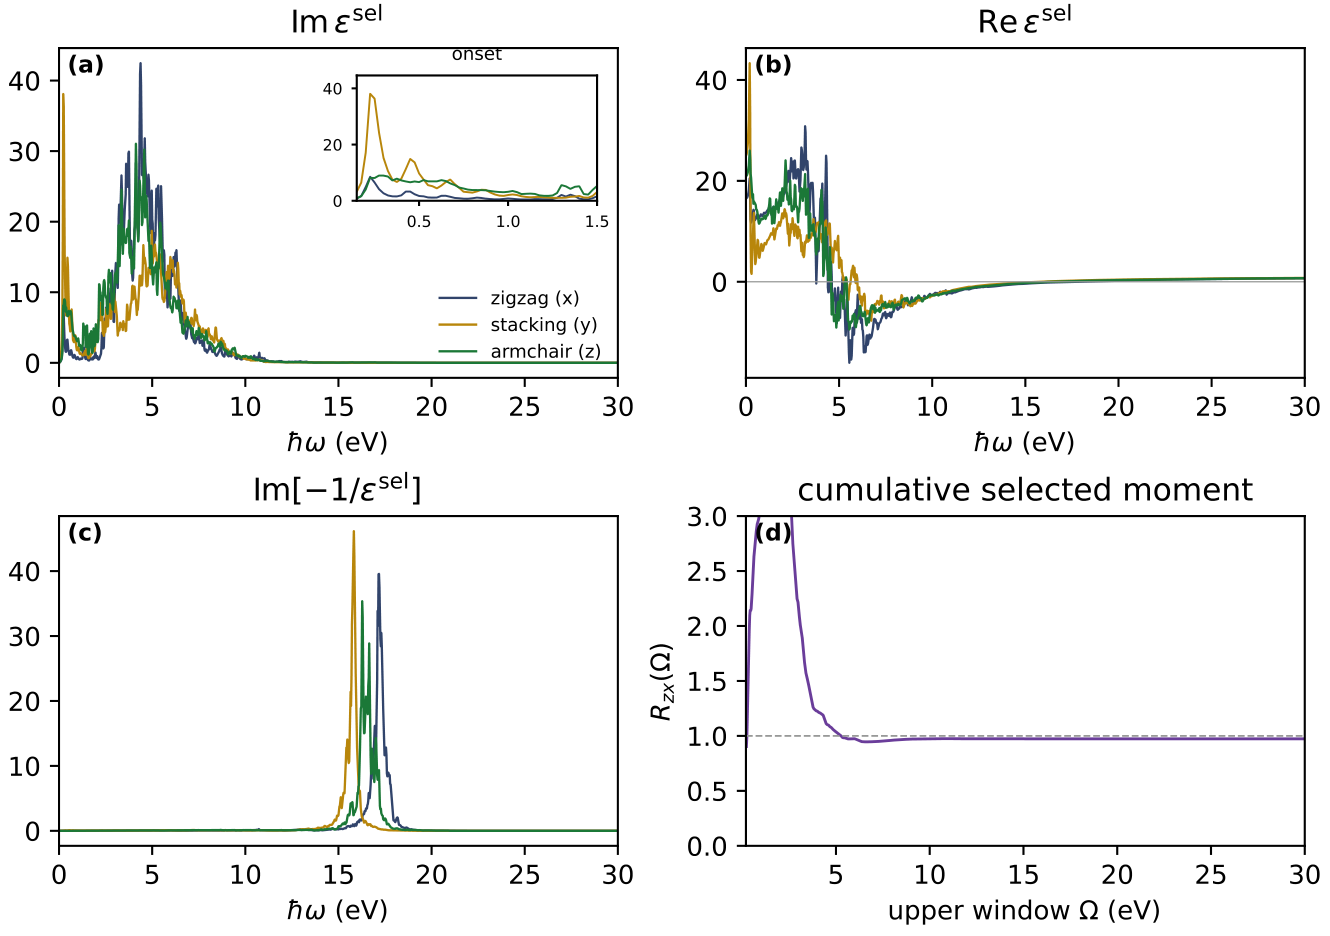 Im ε^sel
(a)
onset
40
20
0
0.5 1.0 1.5
zigzag (x)
stacking (y)
armchair (z)
40
30
20
10
0
0 5 10 15 20 25 30
ħω (eV)
Re ε^sel
(b)
40
20
0
0 5 10 15 20 25 30
ħω (eV)
Im[−1/ε^sel]
(c)
40
30
20
10
0
0 5 10 15 20 25 30
ħω (eV)
cumulative selected moment
(d)
3.0
2.5
2.0
1.5
1.0
0.5
0.0
R_zx(Ω)
5 10 15 20 25 30
upper window Ω (eV)